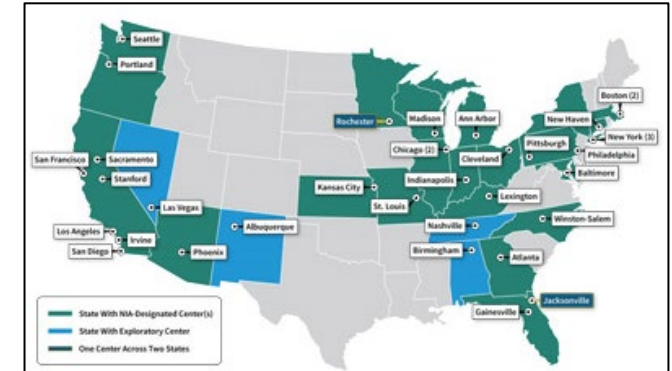 Seattle
Portland
Boston (2)
Rochester
Madison
Ann Arbor
New Haven
Chicago (2)
Cleveland
Pittsburgh
New York (3)
Philadelphia
San Francisco
Sacramento
Stanford
Kansas City
Indianapolis
Baltimore
St. Louis
Lexington
Las Vegas
Albuquerque
Nashville
Winston-Salem
Los Angeles
Irvine
San Diego
Phoenix
Birmingham
Atlanta
Jacksonville
Gainesville
State With NIA-Designated Center(s)
State With Exploratory Center
One Center Across Two States